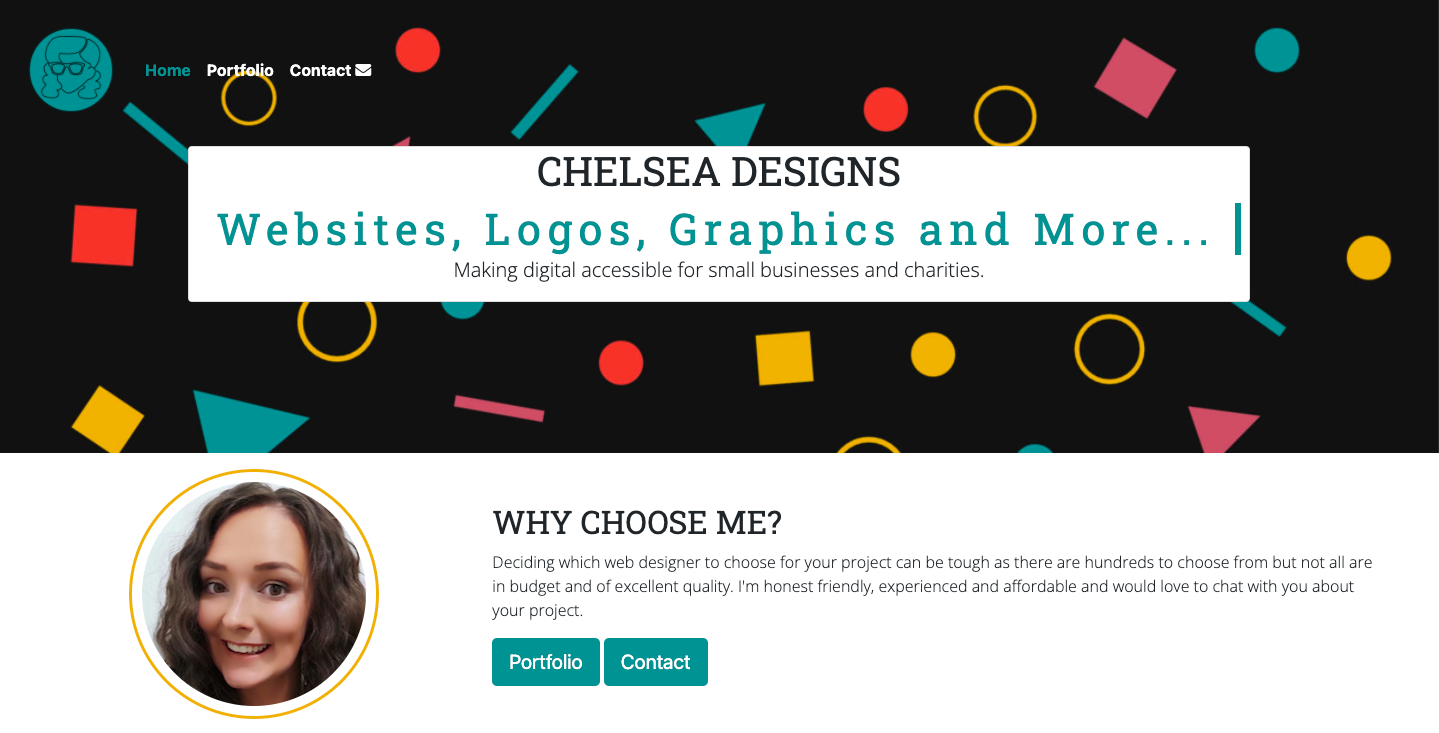 Home Portfolio Contact
CHELSEA DESIGNS
Websites, Logos, Graphics and More...
Making digital accessible for small businesses and charities.
WHY CHOOSE ME?
Deciding which web designer to choose for your project can be tough as there are hundreds to choose from but not all are
in budget and of excellent quality. I'm honest friendly, experienced and affordable and would love to chat with you about
your project.
Portfolio Contact